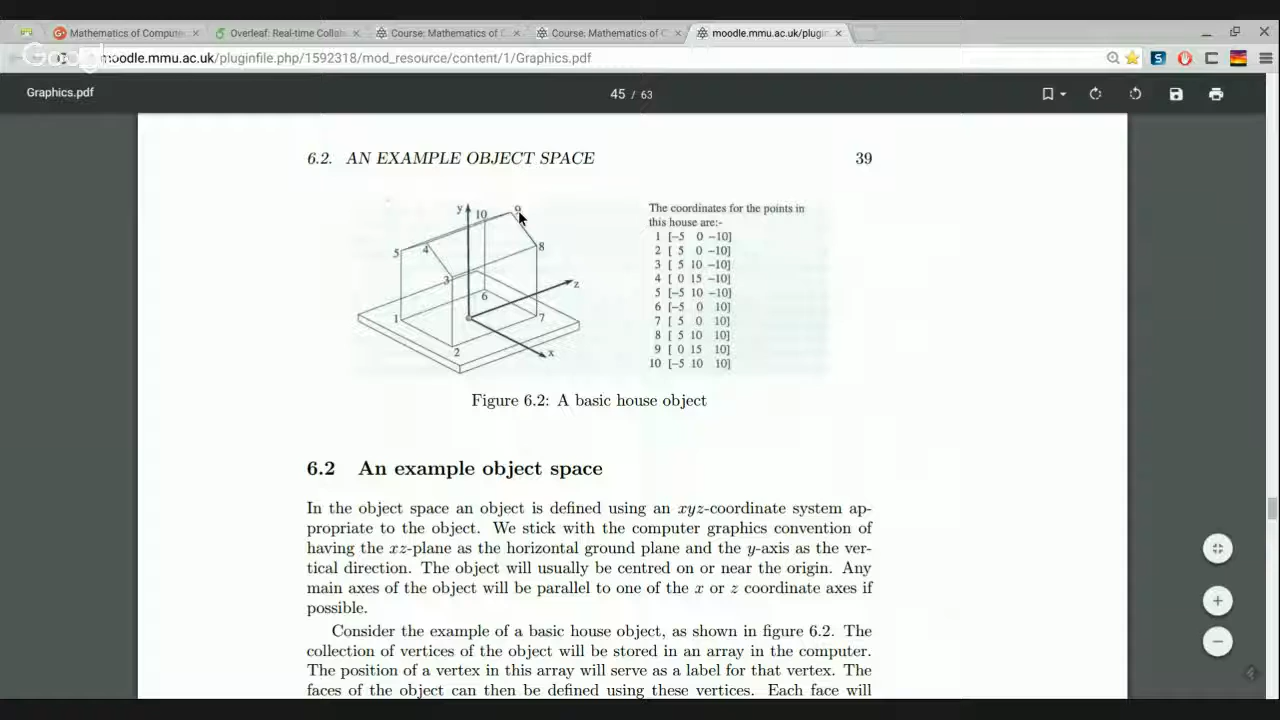 Mathematics of Compute
Overleaf: Real-time Collab
Course: Mathematics of C
Course: Mathematics of C
moodle.mmu.ac.uk/plugin
moodle.mmu.ac.uk/pluginfile.php/1592318/mod_resource/content/1/Graphics.pdf
Graphics.pdf
45 / 63
6.2. AN EXAMPLE OBJECT SPACE 39
y
10
9
5
4
8
3
z
6
1
7
2
x
The coordinates for the points in
this house are:-
1 [-5 0 -10]
2 [ 5 0 -10]
3 [ 5 10 -10]
4 [ 0 15 -10]
5 [-5 10 -10]
6 [-5 0 10]
7 [ 5 0 10]
8 [ 5 10 10]
9 [ 0 15 10]
10 [-5 10 10]
Figure 6.2: A basic house object
6.2 An example object space
In the object space an object is defined using an xyz-coordinate system ap-
propriate to the object. We stick with the computer graphics convention of
having the xz-plane as the horizontal ground plane and the y-axis as the ver-
tical direction. The object will usually be centred on or near the origin. Any
main axes of the object will be parallel to one of the x or z coordinate axes if
possible.
Consider the example of a basic house object, as shown in figure 6.2. The
collection of vertices of the object will be stored in an array in the computer.
The position of a vertex in this array will serve as a label for that vertex. The
faces of the object can then be defined using these vertices. Each face will